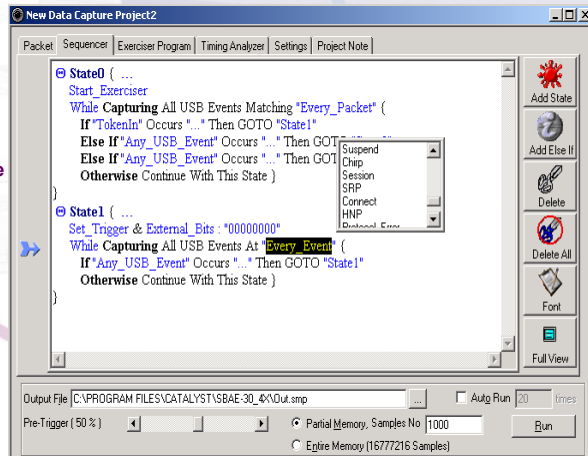 New Data Capture Project2
Packet Sequencer Exerciser Program Timing Analyzer Settings Project Note
State0 { ...
Start_Exerciser
While Capturing All USB Events Matching "Every_Packet" {
If "TokenIn" Occurs "..." Then GOTO "State1"
Else If "Any_USB_Event" Occurs "..." Then GOT
Else If "Any_USB_Event" Occurs "..." Then GOT
Otherwise Continue With This State }
}
Suspend
Chirp
Session
SRP
Connect
HNP
Protocol_Error
State1 { ...
Set_Trigger & External_Bits : "00000000"
While Capturing All USB Events At "Every_Event" {
If "Any_USB_Event" Occurs "..." Then GOTO "State1"
Otherwise Continue With This State }
}
Add State
Add Else If
Delete
Delete All
Font
Full View
Output File C:\PROGRAM FILES\CATALYST\SBAE-30_4X\Out.smp ... Auto Run 20 times
Pre-Trigger ( 50 % ) Partial Memory, Samples No 1000 Run
Entire Memory (16777216 Samples)
e